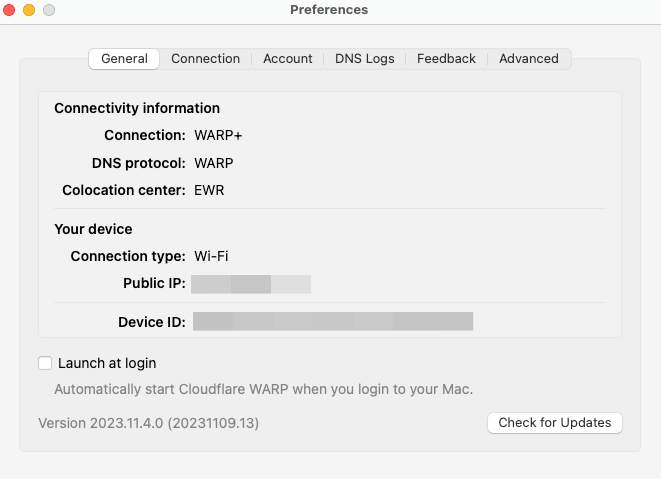 Preferences
General Connection Account DNS Logs Feedback Advanced
Connectivity information
Connection: WARP+
DNS protocol: WARP
Colocation center: EWR
Your device
Connection type: Wi-Fi
Public IP:
Device ID:
Launch at login
Automatically start Cloudflare WARP when you login to your Mac.
Version 2023.11.4.0 (20231109.13) Check for Updates